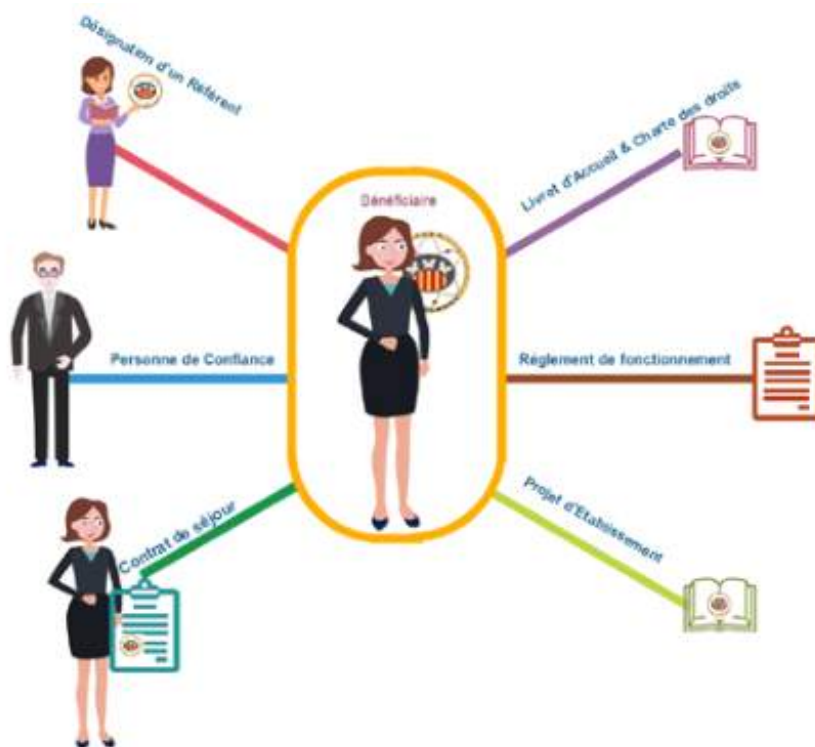 Désignation d'un Référent
Livret d'Accueil & Charte des droits
Bénéficiaire
Personne de Confiance
Réglement de fonctionnement
Contrat de séjour
Projet d'Etablissement